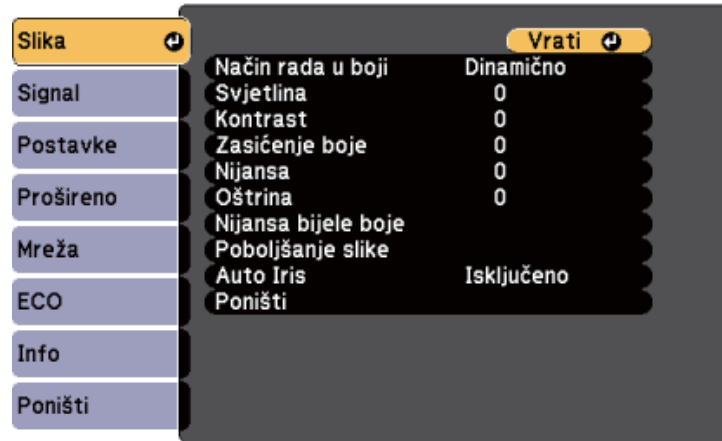 Slika
Signal
Postavke
Prošireno
Mreža
ECO
Info
Poništi
Vrati
Način rada u boji Dinamično
Svjetlina 0
Kontrast 0
Zasićenje boje 0
Nijansa 0
Oštrina 0
Nijansa bijele boje
Poboljšanje slike
Auto Iris Isključeno
Poništi